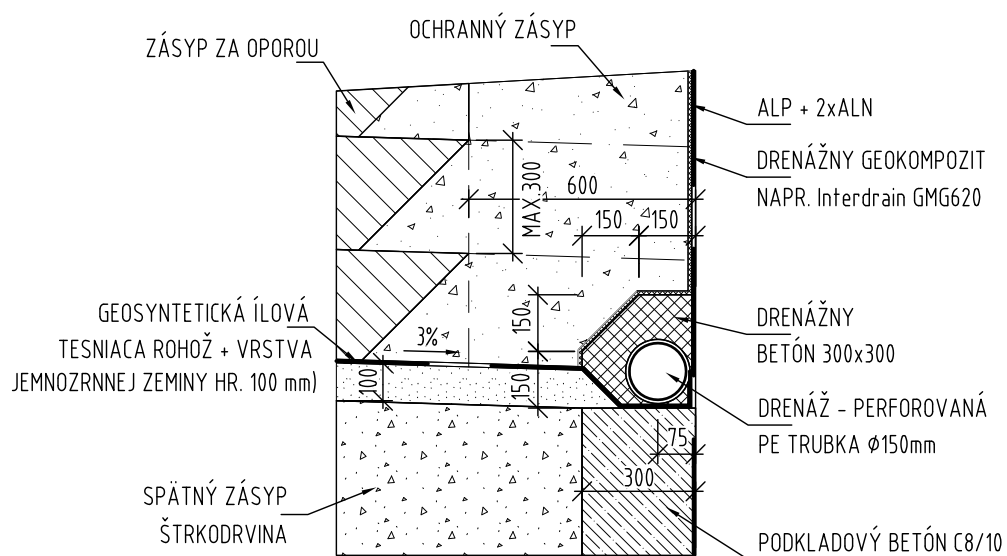 OCHRANNÝ ZÁSYP
ZÁSYP ZA OPOROU
ALP + 2xALN
DRENÁŽNY GEOKOMPOZIT
NAPR. Interdrain GMG620
MAX.300
600
150
150
GEOSYNTETICKÁ ÍLOVÁ
TESNIACA ROHOŽ + VRSTVA
JEMNOZRNNEJ ZEMINY HR. 100 mm)
3%
150
DRENÁŽNY
BETÓN 300x300
100
150
DRENÁŽ - PERFOROVANÁ
PE TRUBKA Ø150mm
75
300
SPÄTNÝ ZÁSYP
ŠTRKODRVINA
PODKLADOVÝ BETÓN C8/10